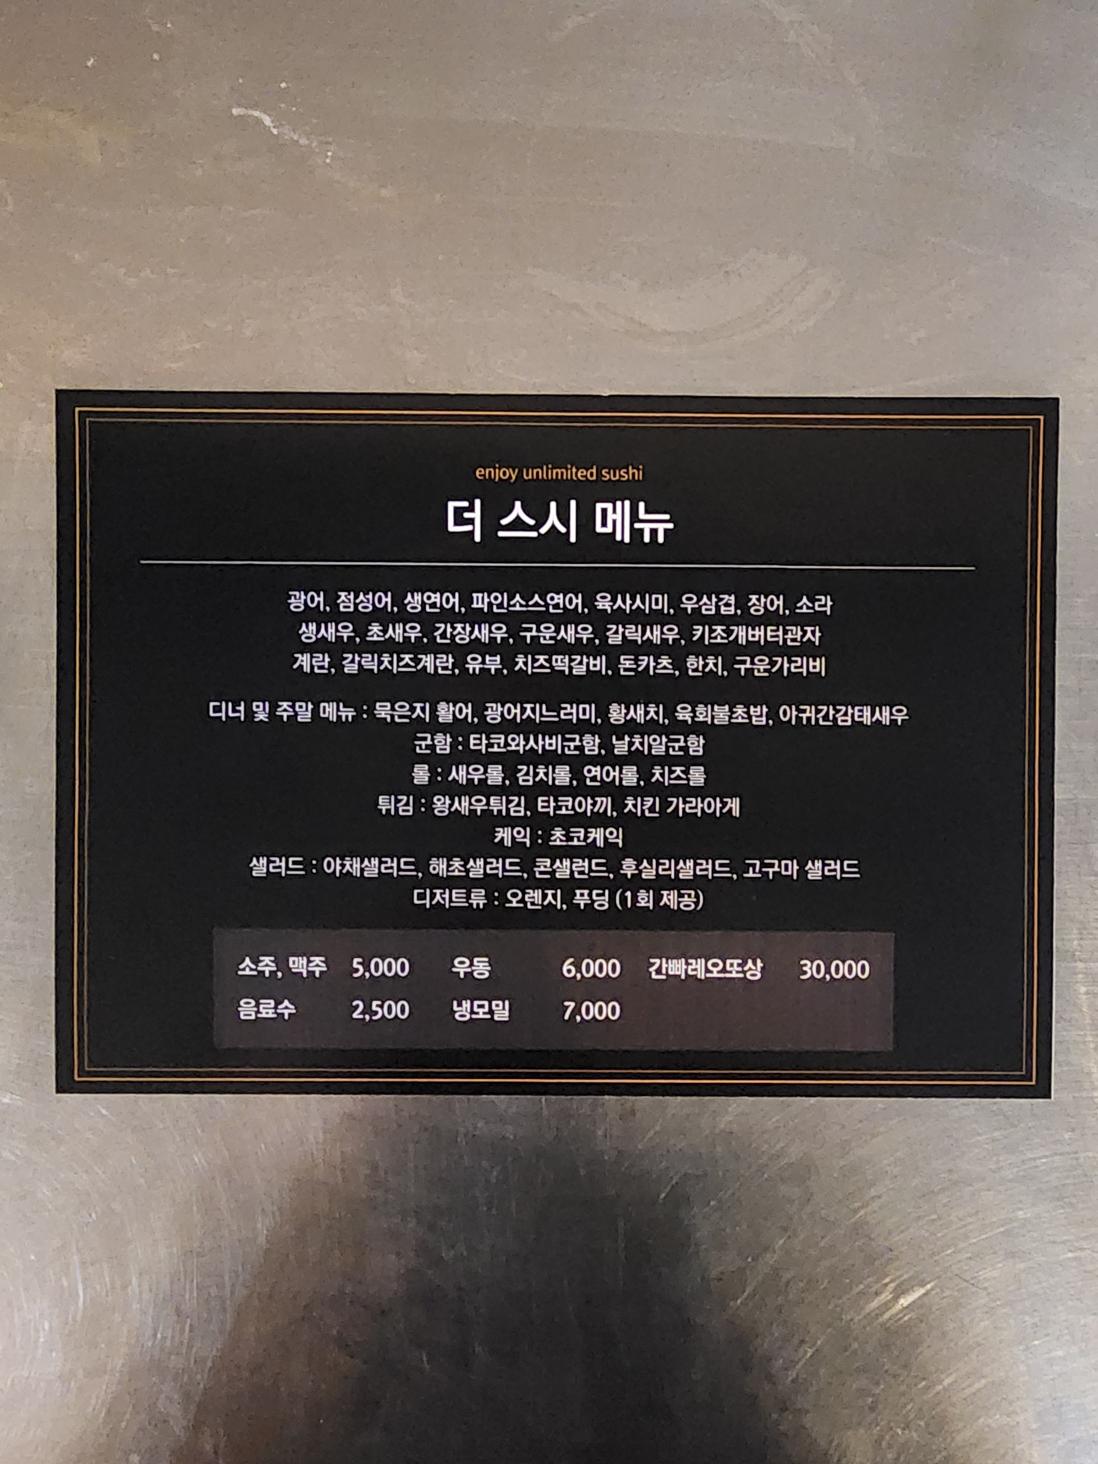 enjoy unlimited sushi
더 스시 메뉴
광어, 점성어, 생연어, 파인소스연어, 육사시미, 우삼겹, 장어, 소라
생새우, 초새우, 간장새우, 구운새우, 갈릭새우, 키조개버터관자
계란, 갈릭치즈계란, 유부, 치즈떡갈비, 돈카츠, 한치, 구운가리비
디너 및 주말 메뉴 : 묵은지 활어, 광어지느러미, 황새치, 육회불초밥, 아귀간감태새우
군함 : 타코와사비군함, 날치알군함
롤 : 새우롤, 김치롤, 연어롤, 치즈롤
튀김 : 왕새우튀김, 타코야끼, 치킨 가라아게
케익 : 초코케익
샐러드 : 야채샐러드, 해초샐러드, 콘샐런드, 후실리샐러드, 고구마 샐러드
디저트류 : 오렌지, 푸딩 (1회 제공)
소주, 맥주 5,000 우동 6,000 간빠레오또상 30,000
음료수 2,500 냉모밀 7,000